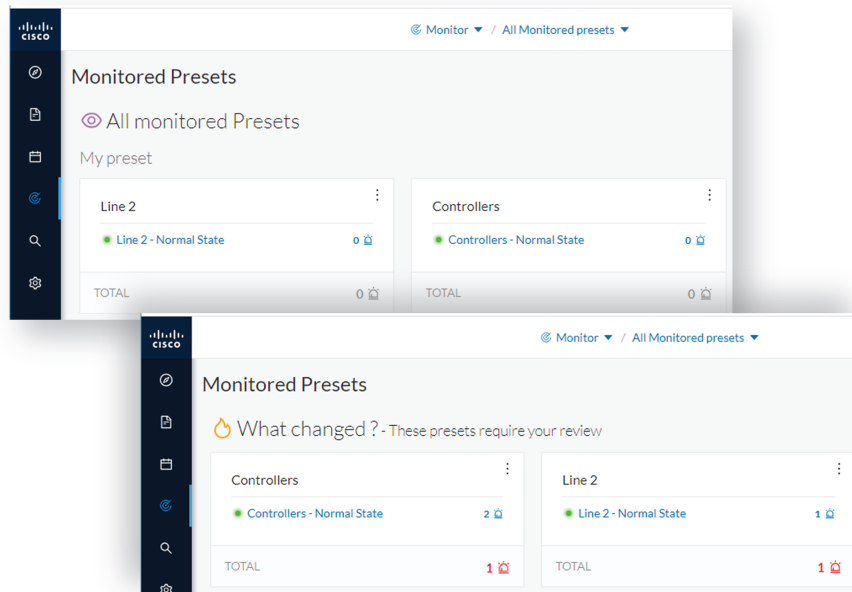 CISCO
Monitor / All Monitored presets
Monitored Presets
All monitored Presets
My preset
Line 2
Line 2 - Normal State 0
TOTAL 0
Controllers
Controllers - Normal State 0
TOTAL 0
CISCO
Monitor / All Monitored presets
Monitored Presets
What changed ? - These presets require your review
Controllers
Controllers - Normal State 2
TOTAL 1
Line 2
Line 2 - Normal State 1
TOTAL 1